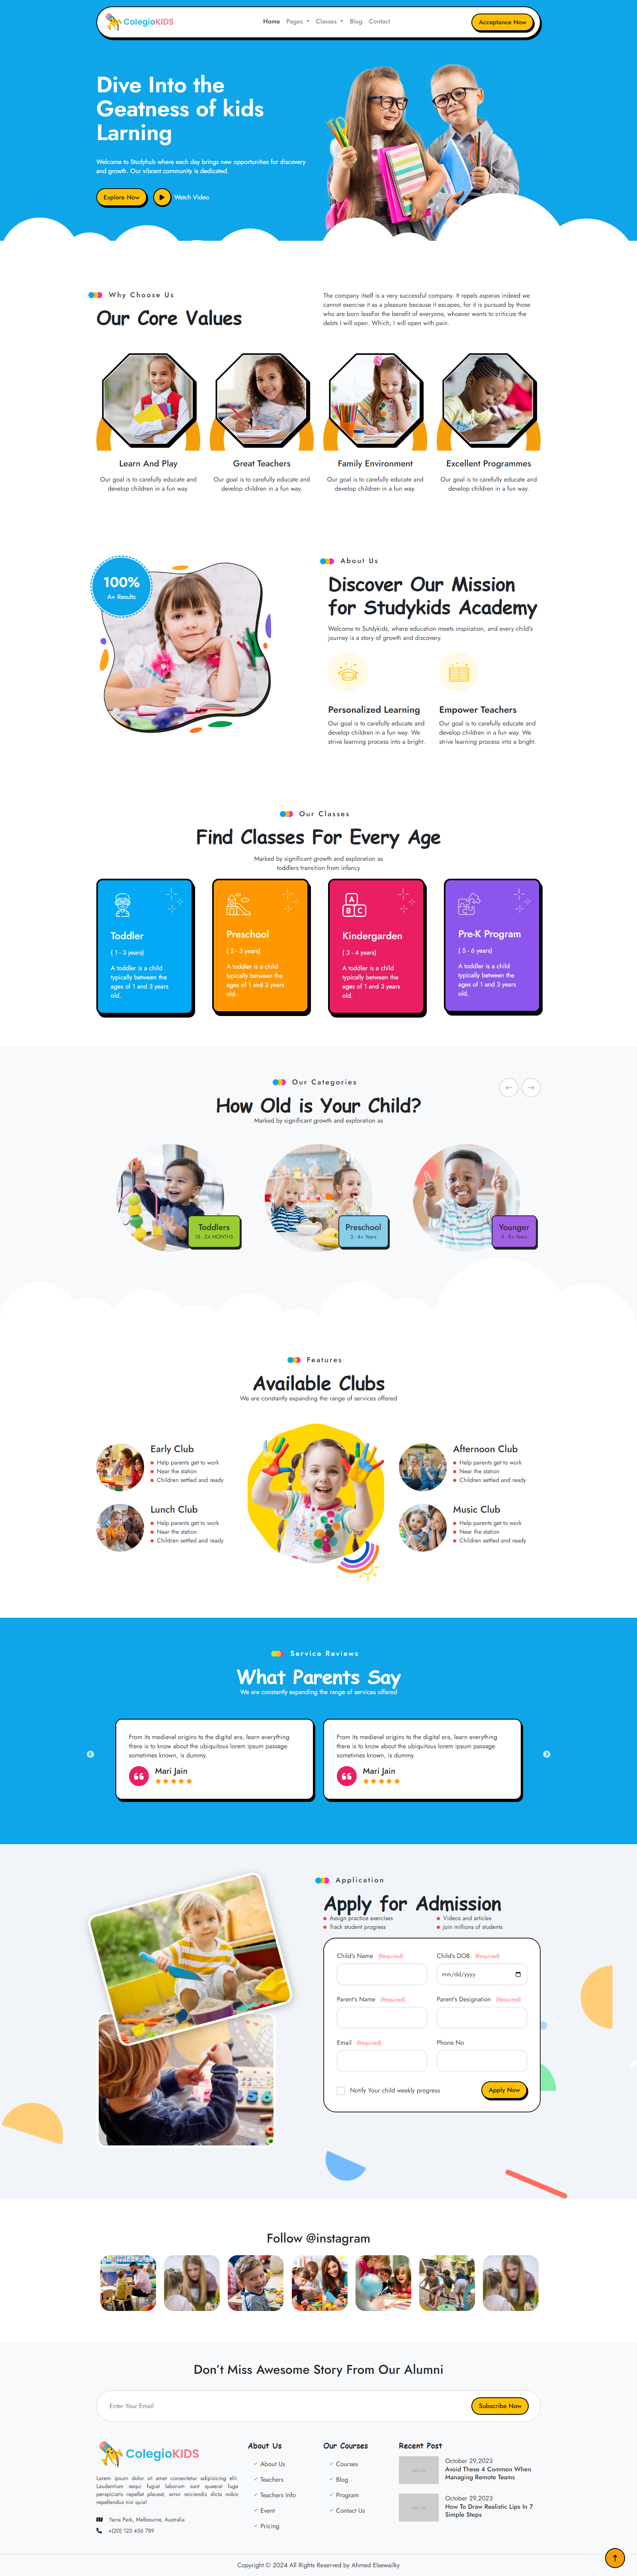 ColegioKIDS
Home Pages Classes Blog Contact
Acceptance Now
Dive Into the
Geatness of kids
Larning
Welcome to Studyhub where each day brings new opportunities for discovery
and growth. Our vibrant community is dedicated.
Explore Now
Watch Video
Why Choose Us
Our Core Values
The company itself is a very successful company. It repels asperas indeed we
cannot exercise it as a pleasure because it escapes, for it is pursued by those
who are born lessFor the benefit of everyone, whoever wants to criticize the
debts I will open. Which, I will open with pain.
Learn And Play
Our goal is to carefully educate and
develop children in a fun way.
Great Teachers
Our goal is to carefully educate and
develop children in a fun way.
Family Environment
Our goal is to carefully educate and
develop children in a fun way.
Excellent Programmes
Our goal is to carefully educate and
develop children in a fun way.
100%
A+ Results
About Us
Discover Our Mission
for Studykids Academy
Welcome to Sutdykids, where education meets inspiration, and every child's
journey is a story of growth and discovery.
Personalized Learning
Our goal is to carefully educate and
develop children in a fun way. We
strive learning process into a bright.
Empower Teachers
Our goal is to carefully educate and
develop children in a fun way. We
strive learning process into a bright.
Our Classes
Find Classes For Every Age
Marked by significant growth and exploration as
toddlers transition from infancy
Toddler
( 1 - 3 years)
A toddler is a child
typically between the
ages of 1 and 3 years
old.
Preschool
( 2 - 3 years)
A toddler is a child
typically between the
ages of 1 and 3 years
old.
A
B C
Kindergarden
( 3 - 4 years)
A toddler is a child
typically between the
ages of 1 and 3 years
old.
Pre-K Program
( 5 - 6 years)
A toddler is a child
typically between the
ages of 1 and 3 years
old.
Our Categories
How Old is Your Child?
Marked by significant growth and exploration as
Toddlers
18 - 24 MONTHS
Preschool
3 - 4+ Years
Younger
5 - 8+ Years
Features
Available Clubs
We are constantly expanding the range of services offered
Early Club
Help parents get to work
Near the station
Children settled and ready
Lunch Club
Help parents get to work
Near the station
Children settled and ready
Afternoon Club
Help parents get to work
Near the station
Children settled and ready
Music Club
Help parents get to work
Near the station
Children settled and ready
Service Reviews
What Parents Say
We are constantly expanding the range of services offered
From its medieval origins to the digital era, learn everything
there is to know about the ubiquitous lorem ipsum passage
sometimes known, is dummy.
Mari Jain
From its medieval origins to the digital era, learn everything
there is to know about the ubiquitous lorem ipsum passage
sometimes known, is dummy.
Mari Jain
Application
Apply for Admission
Assign practice exercises
Track student progress
Videos and articles
Join millions of students
Child's Name (Required)
Child's DOB (Required)
mm/dd/yyyy
Parent's Name (Required)
Parent's Designation (Required)
Email (Required)
Phone No
Notify Your child weekly progress
Apply Now
Follow @instagram
Don't Miss Awesome Story From Our Alumni
Enter Your Email
Subscribe Now
ColegioKIDS
Lorem ipsum dolor sit amet consectetur adipisicing elit.
Laudantium sequi fugiat laborum sunt quaerat fuga
perspiciatis repellat placeat, error reiciendis dicta nobis
repellendus nisi quia!
Yarra Park, Melbourne, Australia
+(20) 123 456 789
About Us
About Us
Teachers
Teachers Info
Event
Pricing
Our Courses
Courses
Blog
Program
Contact Us
Recent Post
October 29,2023
Avoid These 4 Common When
Managing Remote Teams
October 29,2023
How To Draw Realistic Lips In 7
Simple Steps
Copyright © 2024 All Rights Reserved by Ahmed Elsewailky